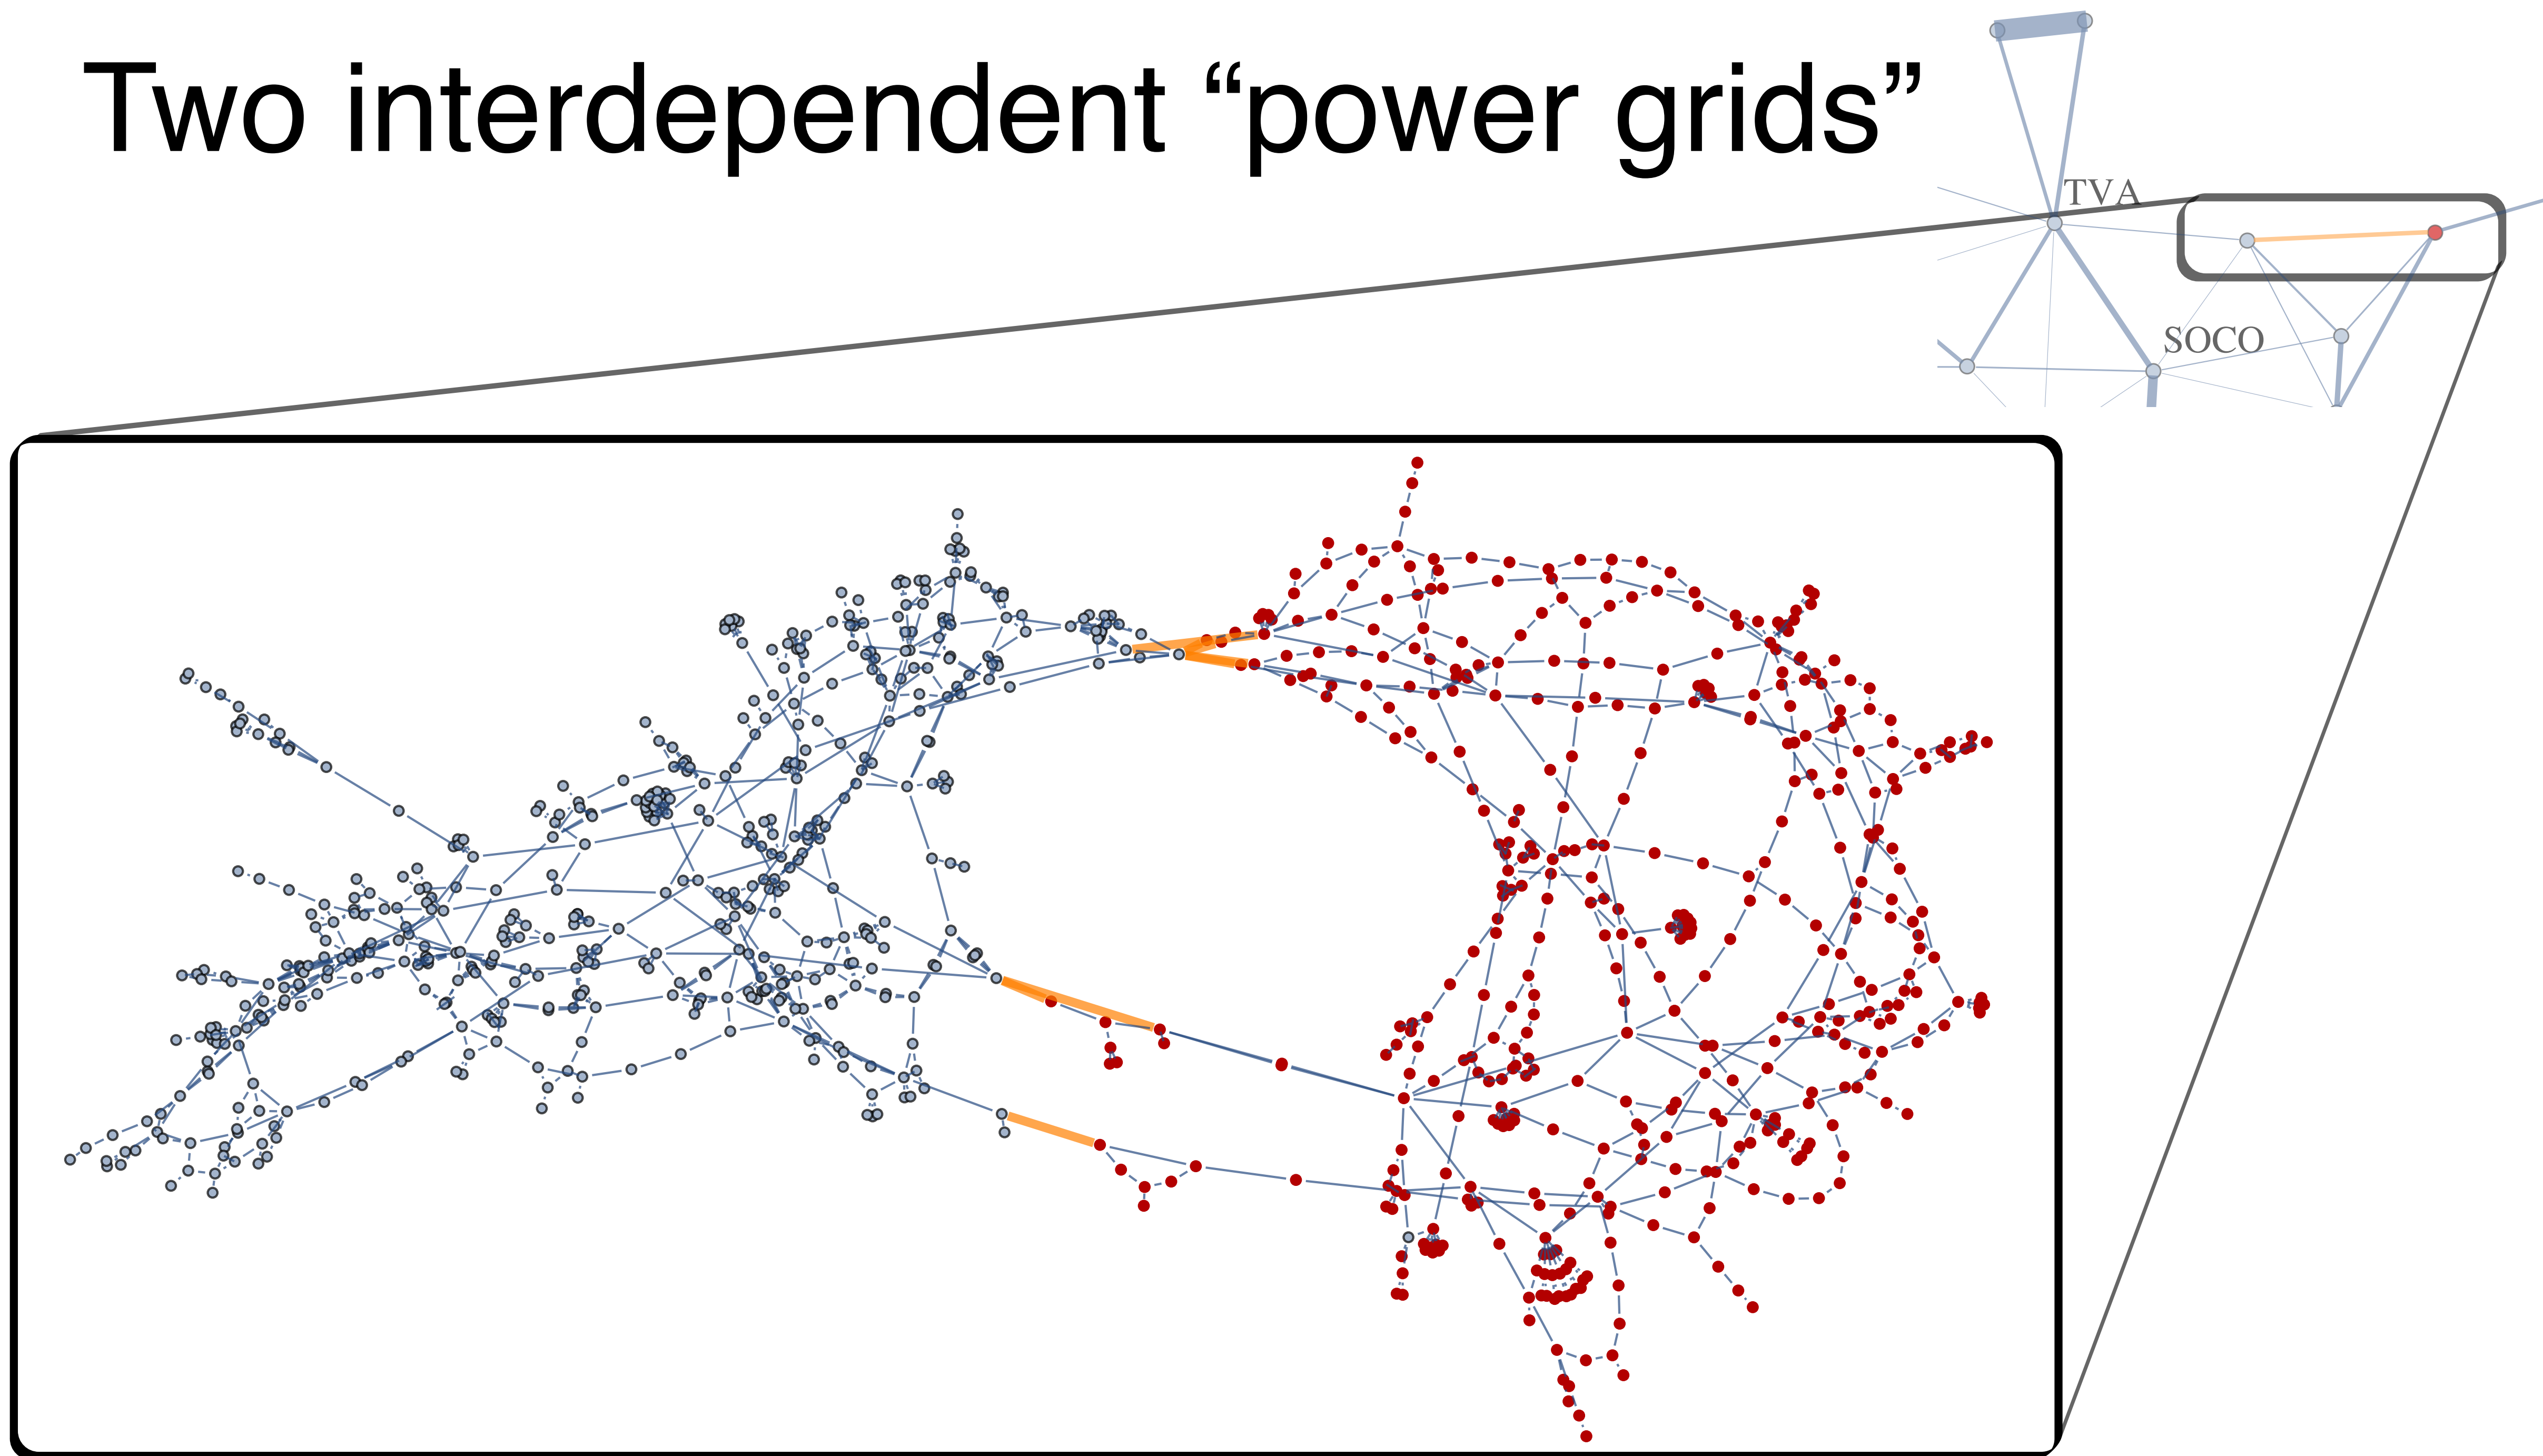 Two interdependent “power grids”
TVA
SOCO